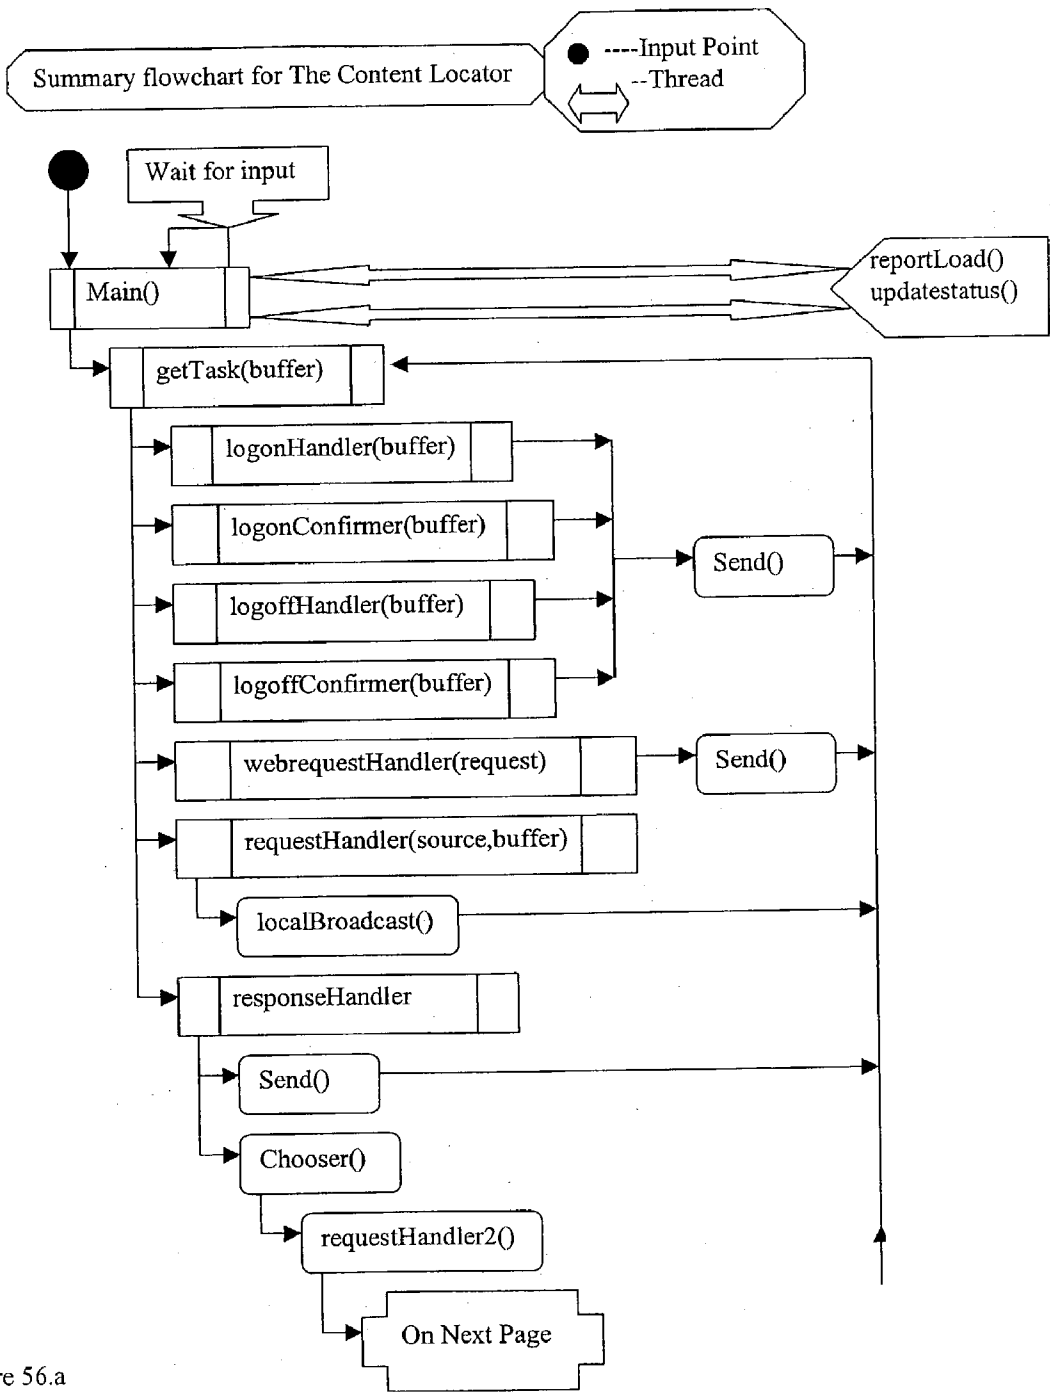 Summary flowchart for The Content Locator
----Input Point
--Thread
Wait for input
Main()
reportLoad()
updatestatus()
getTask(buffer)
logonHandler(buffer)
logonConfirmer(buffer)
Send()
logoffHandler(buffer)
logoffConfirmer(buffer)
webrequestHandler(request)
Send()
requestHandler(source,buffer)
localBroadcast()
responseHandler
Send()
Chooser()
requestHandler2()
On Next Page
re 56.a